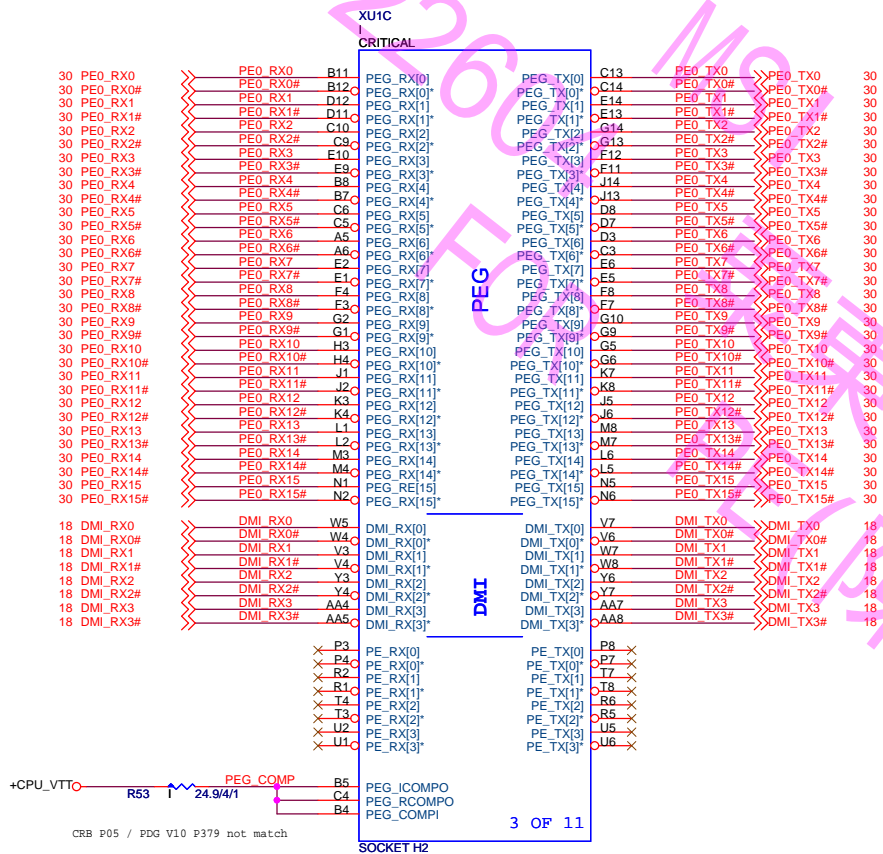 XU1C
I
CRITICAL
30 PE0_RX0 PE0_RX0 B11 PEG_RX[0] PEG_TX[0] C13 PE0_TX0 PE0_TX0 30
30 PE0_RX0# PE0_RX0# B12 PEG_RX[0]* PEG_TX[0]* C14 PE0_TX0# PE0_TX0# 30
30 PE0_RX1 PE0_RX1 D12 PEG_RX[1] PEG_TX[1] E14 PE0_TX1 PE0_TX1 30
30 PE0_RX1# PE0_RX1# D11 PEG_RX[1]* PEG_TX[1]* E13 PE0_TX1# PE0_TX1# 30
30 PE0_RX2 PE0_RX2 C10 PEG_RX[2] PEG_TX[2] G14 PE0_TX2 PE0_TX2 30
30 PE0_RX2# PE0_RX2# C9 PEG_RX[2]* PEG_TX[2]* G13 PE0_TX2# PE0_TX2# 30
30 PE0_RX3 PE0_RX3 E10 PEG_RX[3] PEG_TX[3] F12 PE0_TX3 PE0_TX3 30
30 PE0_RX3# PE0_RX3# E9 PEG_RX[3]* PEG_TX[3]* F11 PE0_TX3# PE0_TX3# 30
30 PE0_RX4 PE0_RX4 B8 PEG_RX[4] PEG_TX[4] J14 PE0_TX4 PE0_TX4 30
30 PE0_RX4# PE0_RX4# B7 PEG_RX[4]* PEG_TX[4]* J13 PE0_TX4# PE0_TX4# 30
30 PE0_RX5 PE0_RX5 C6 PEG_RX[5] PEG_TX[5] D8 PE0_TX5 PE0_TX5 30
30 PE0_RX5# PE0_RX5# C5 PEG_RX[5]* PEG_TX[5]* D7 PE0_TX5# PE0_TX5# 30
30 PE0_RX6 PE0_RX6 A5 PEG_RX[6] PEG_TX[6] D3 PE0_TX6 PE0_TX6 30
30 PE0_RX6# PE0_RX6# A6 PEG_RX[6]* PEG_TX[6]* C3 PE0_TX6# PE0_TX6# 30
30 PE0_RX7 PE0_RX7 E2 PEG_RX[7] PEG_TX[7] E6 PE0_TX7 PE0_TX7 30
30 PE0_RX7# PE0_RX7# E1 PEG_RX[7]* PEG_TX[7]* E5 PE0_TX7# PE0_TX7# 30
30 PE0_RX8 PE0_RX8 F4 PEG_RX[8] PEG_TX[8] F8 PE0_TX8 PE0_TX8 30
30 PE0_RX8# PE0_RX8# F3 PEG_RX[8]* PEG_TX[8]* F7 PE0_TX8# PE0_TX8# 30
30 PE0_RX9 PE0_RX9 G2 PEG_RX[9] PEG_TX[9] G10 PE0_TX9 PE0_TX9 30
30 PE0_RX9# PE0_RX9# G1 PEG_RX[9]* PEG_TX[9]* G9 PE0_TX9# PE0_TX9# 30
30 PE0_RX10 PE0_RX10 H3 PEG_RX[10] PEG_TX[10] G5 PE0_TX10 PE0_TX10 30
30 PE0_RX10# PE0_RX10# H4 PEG_RX[10]* PEG_TX[10]* G6 PE0_TX10# PE0_TX10# 30
30 PE0_RX11 PE0_RX11 J1 PEG_RX[11] PEG_TX[11] K7 PE0_TX11 PE0_TX11 30
30 PE0_RX11# PE0_RX11# J2 PEG_RX[11]* PEG_TX[11]* K8 PE0_TX11# PE0_TX11# 30
30 PE0_RX12 PE0_RX12 K3 PEG_RX[12] PEG_TX[12] J5 PE0_TX12 PE0_TX12 30
30 PE0_RX12# PE0_RX12# K4 PEG_RX[12]* PEG_TX[12]* J6 PE0_TX12# PE0_TX12# 30
30 PE0_RX13 PE0_RX13 L1 PEG_RX[13] PEG_TX[13] M8 PE0_TX13 PE0_TX13 30
30 PE0_RX13# PE0_RX13# L2 PEG_RX[13]* PEG_TX[13]* M7 PE0_TX13# PE0_TX13# 30
30 PE0_RX14 PE0_RX14 M3 PEG_RX[14] PEG_TX[14] L6 PE0_TX14 PE0_TX14 30
30 PE0_RX14# PE0_RX14# M4 PEG_RX[14]* PEG_TX[14]* L5 PE0_TX14# PE0_TX14# 30
30 PE0_RX15 PE0_RX15 N1 PEG_RE[15] PEG_TX[15] N5 PE0_TX15 PE0_TX15 30
30 PE0_RX15# PE0_RX15# N2 PEG_RX[15]* PEG_TX[15]* N6 PE0_TX15# PE0_TX15# 30
PEG
18 DMI_RX0 DMI_RX0 W5 DMI_RX[0] DMI_TX[0] V7 DMI_TX0 DMI_TX0 18
18 DMI_RX0# DMI_RX0# W4 DMI_RX[0]* DMI_TX[0]* V6 DMI_TX0# DMI_TX0# 18
18 DMI_RX1 DMI_RX1 V3 DMI_RX[1] DMI_TX[1] W7 DMI_TX1 DMI_TX1 18
18 DMI_RX1# DMI_RX1# V4 DMI_RX[1]* DMI_TX[1]* W8 DMI_TX1# DMI_TX1# 18
18 DMI_RX2 DMI_RX2 Y3 DMI_RX[2] DMI_TX[2] Y6 DMI_TX2 DMI_TX2 18
18 DMI_RX2# DMI_RX2# Y4 DMI_RX[2]* DMI_TX[2]* Y7 DMI_TX2# DMI_TX2# 18
18 DMI_RX3 DMI_RX3 AA4 DMI_RX[3] DMI_TX[3] AA7 DMI_TX3 DMI_TX3 18
18 DMI_RX3# DMI_RX3# AA5 DMI_RX[3]* DMI_TX[3]* AA8 DMI_TX3# DMI_TX3# 18
DMI
P3 PE_RX[0] PE_TX[0] P8
P4 PE_RX[0]* PE_TX[0]* P7
R2 PE_RX[1] PE_TX[1] T7
R1 PE_RX[1]* PE_TX[1]* T8
T4 PE_RX[2] PE_TX[2] R6
T3 PE_RX[2]* PE_TX[2]* R5
U2 PE_RX[3] PE_TX[3] U5
U1 PE_RX[3]* PE_TX[3]* U6
+CPU_VTT R53 I 24.9/4/1 PEG_COMP B5 PEG_ICOMPO
C4 PEG_RCOMPO
B4 PEG_COMPI
3 OF 11
CRB P05 / PDG V10 P379 not match
SOCKET H2
MSI
2604
FOR
PE(